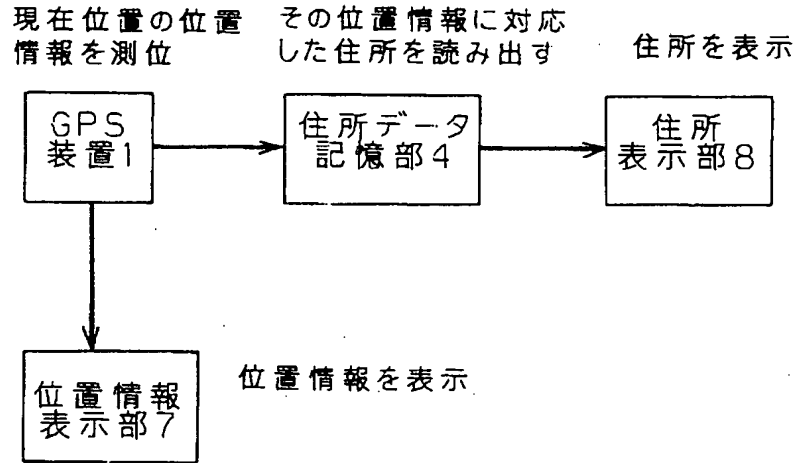 現在位置の位置
情報を測位
その位置情報に対応
した住所を読み出す
住所を表示
GPS
装置1
住所データ
記憶部4
住所
表示部8
位置情報
表示部7
位置情報を表示